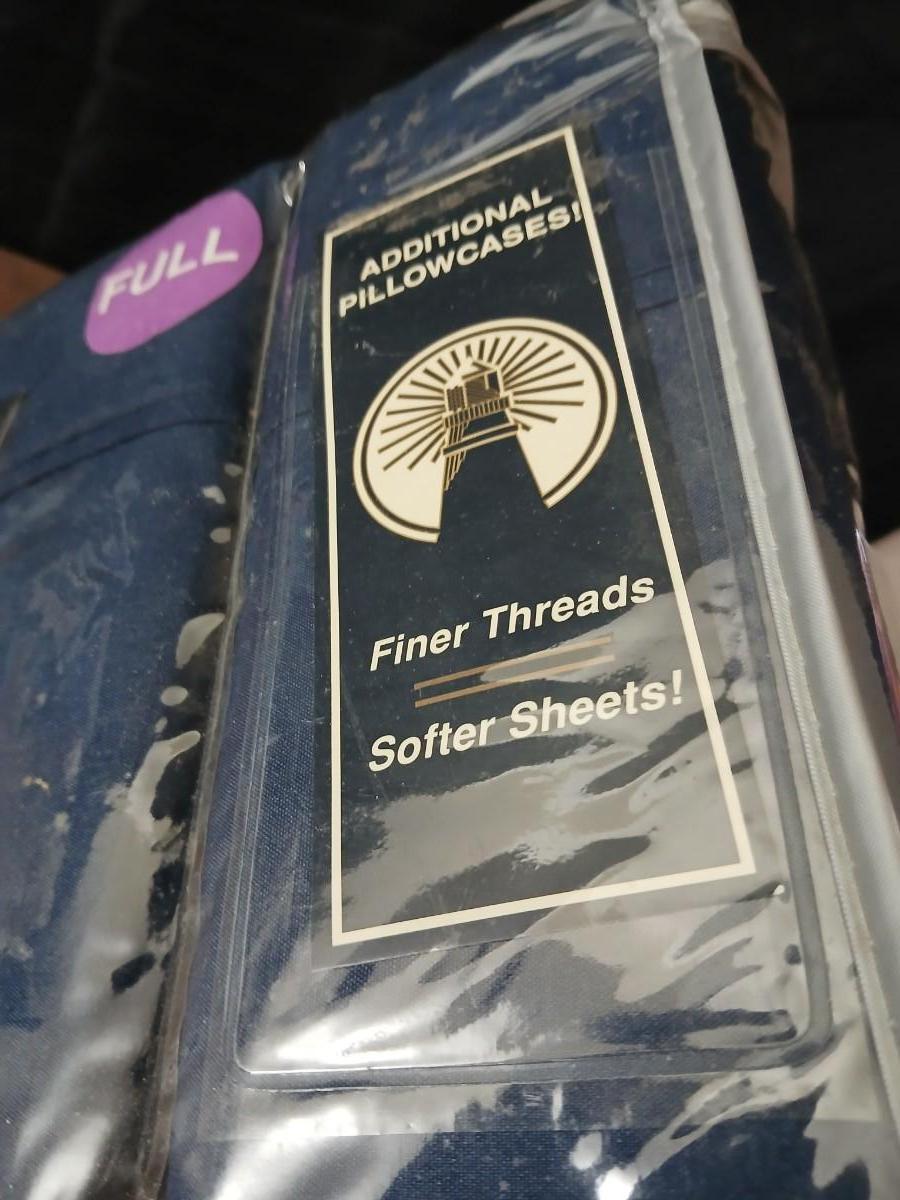 FULL
ADDITIONAL
PILLOWCASES!
Finer Threads
Softer Sheets!